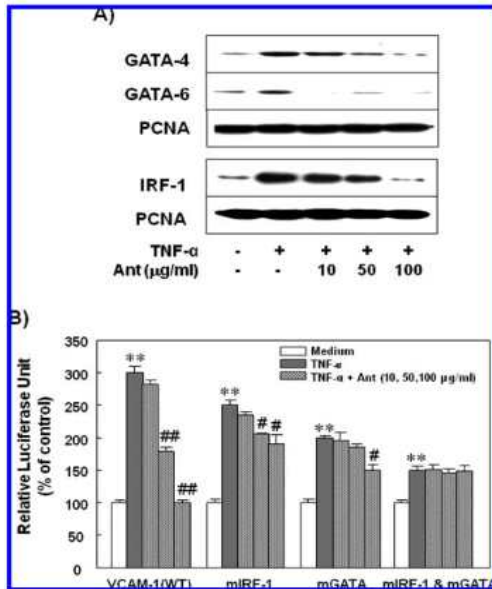 A)
GATA-4
GATA-6
PCNA
IRF-1
PCNA
TNF-α - + + + +
Ant (μg/ml) - - 10 50 100
B)
Relative Luciferase Unit
(% of control)
350
300
250
200
150
100
50
0
Medium
TNF-α
TNF-α + Ant (10, 50,100 μg/ml)
** ## ##
** # #
** #
**
VCAM-1(WT) mIRF-1 mGATA mIRF-1 & mGATA